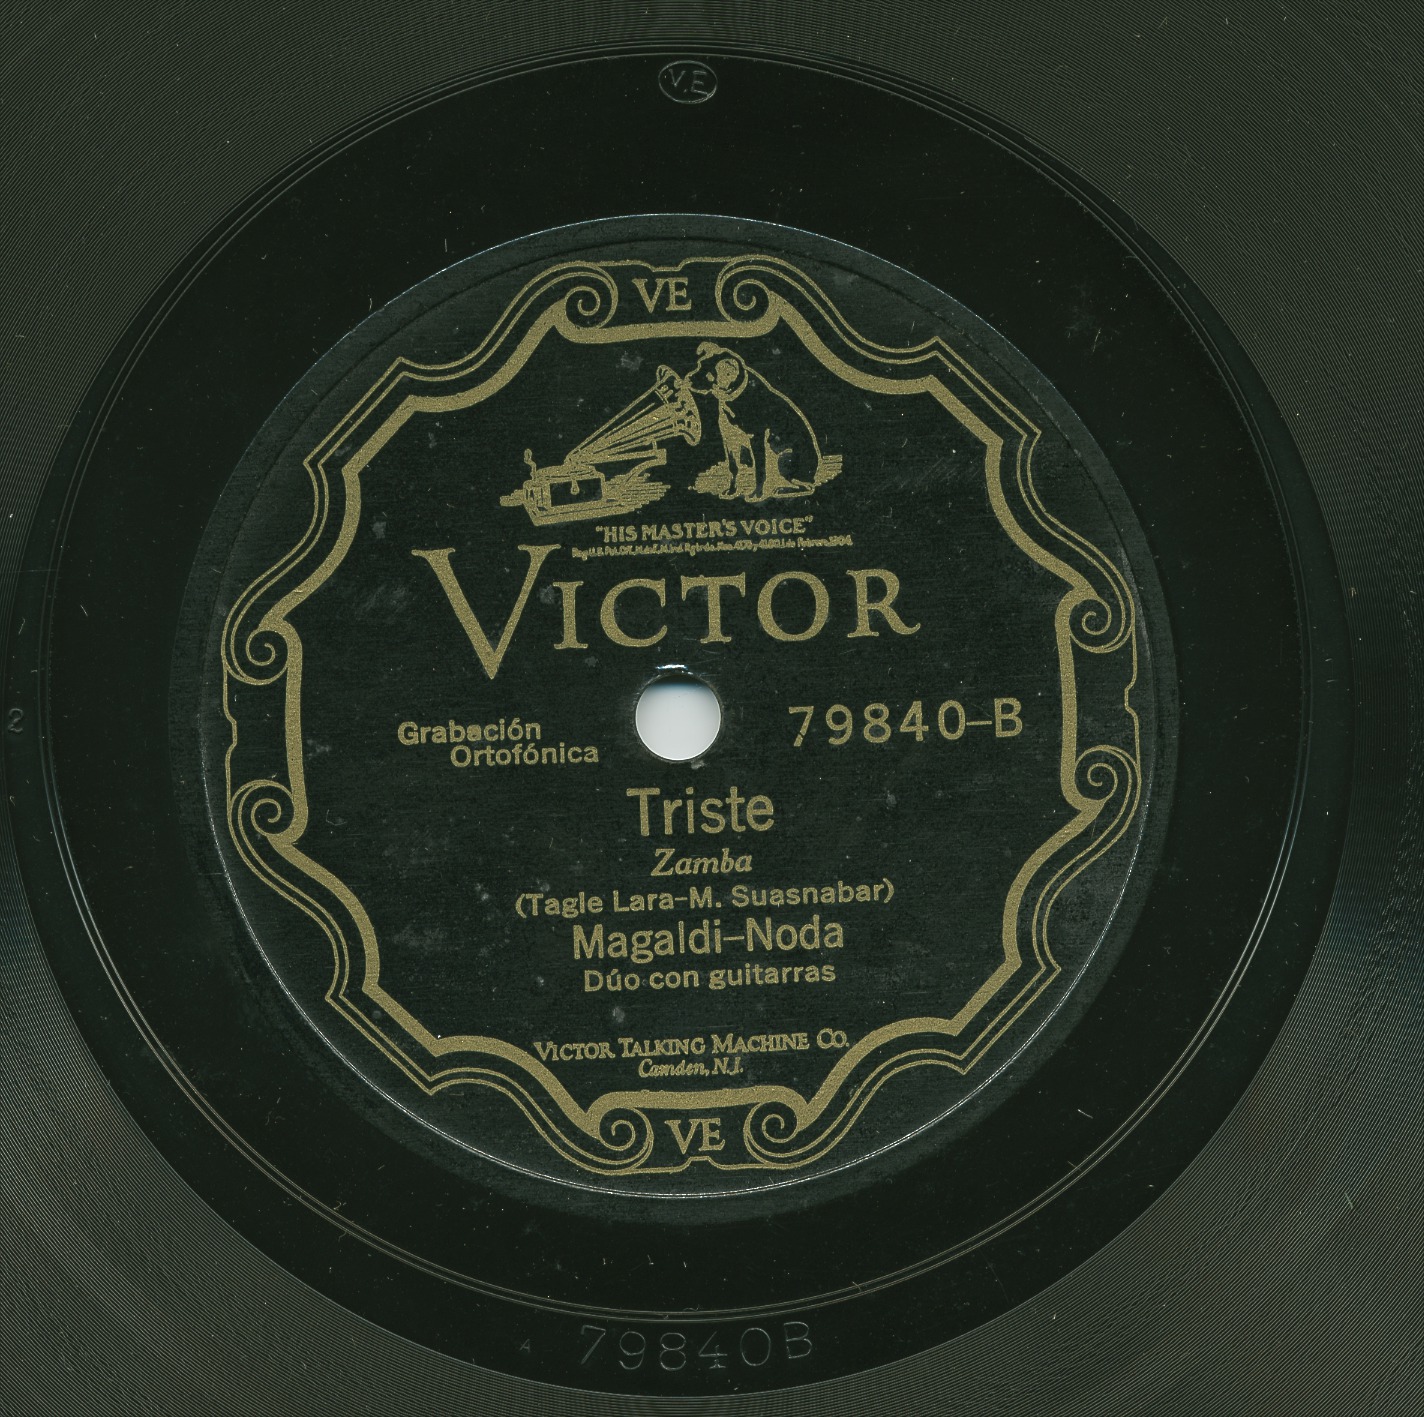 V.E
VE
"HIS MASTER'S VOICE"
VICTOR
Grabación
Ortofónica
79840-B
Triste
Zamba
(Tagle Lara-M. Suasnabar)
Magaldi-Noda
Dúo con guitarras
VICTOR TALKING MACHINE CO.
Camden, N.J.
VE
2
A 79840B